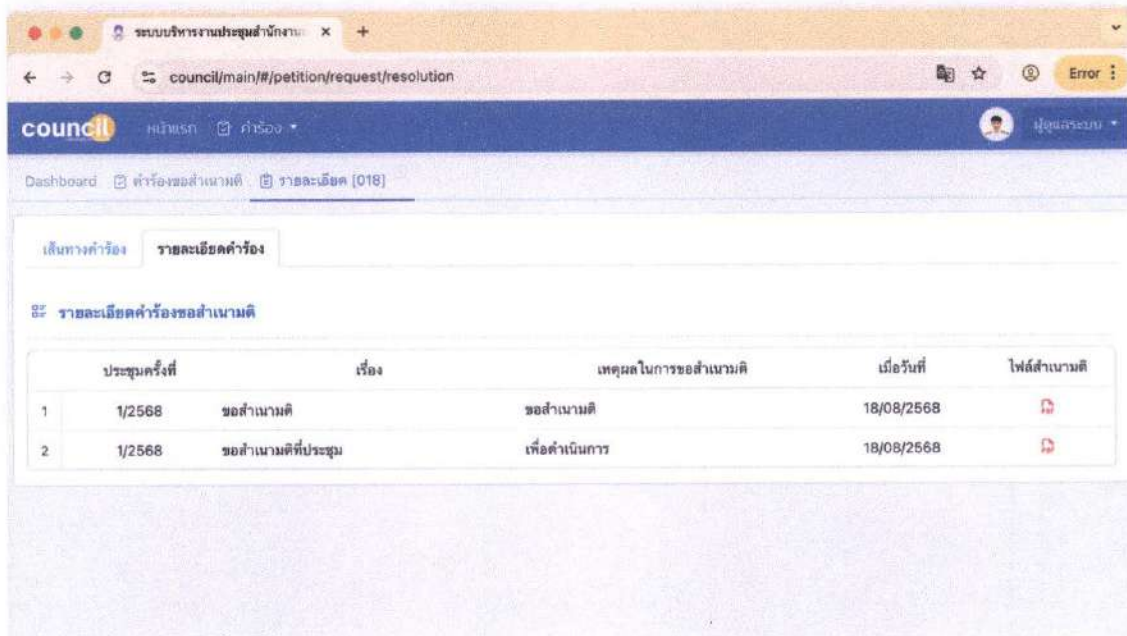 ระบบบริหารงานประชุมสำนักงาน
council/main/#/petition/request/resolution
Error
council หน้าแรก คำร้อง ผู้ดูแลระบบ
Dashboard คำร้องขอสำเนามติ รายละเอียด [018]
เส้นทางคำร้อง รายละเอียดคำร้อง
รายละเอียดคำร้องขอสำเนามติ
ประชุมครั้งที่ เรื่อง เหตุผลในการขอสำเนามติ เมื่อวันที่ ไฟล์สำเนามติ
1 1/2568 ขอสำเนามติ ขอสำเนามติ 18/08/2568
2 1/2568 ขอสำเนามติที่ประชุม เพื่อดำเนินการ 18/08/2568